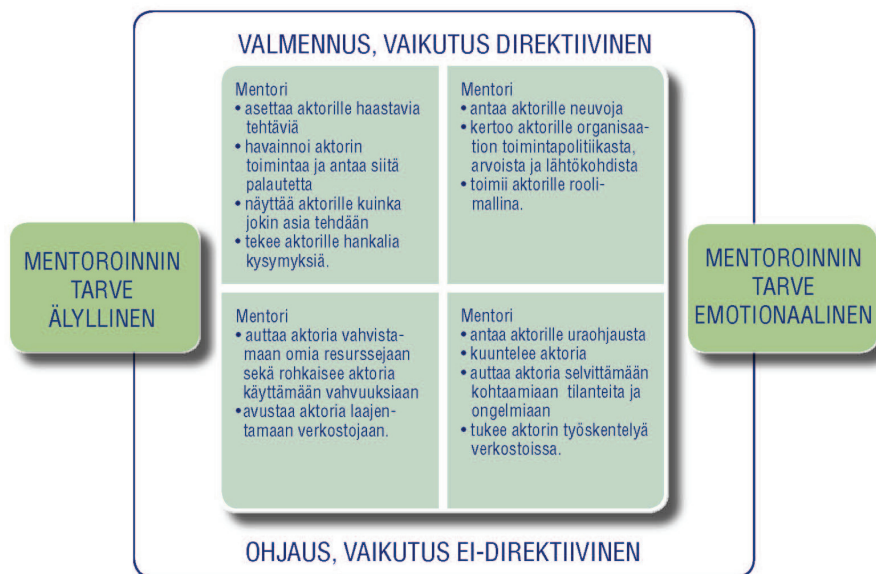 VALMENNUS, VAIKUTUS DIREKTIIVINEN
Mentori
• asettaa aktorille haastavia
tehtäviä
• havainnoi aktorin
toimintaa ja antaa siitä
palautetta
• näyttää aktorille kuinka
jokin asia tehdään
• tekee aktorille hankalia
kysymyksiä.
Mentori
• antaa aktorille neuvoja
• kertoo aktorille organisaa-
tion toimintapolitiikasta,
arvoista ja lähtökohdista
• toimii aktorille rooli-
mallina.
MENTOROINNIN
TARVE
ÄLYLLINEN
MENTOROINNIN
TARVE
EMOTIONAALINEN
Mentori
• auttaa aktoria vahvista-
maan omia resurssejaan
sekä rohkaisee aktoria
käyttämään vahvuuksiaan
• avustaa aktoria laajen-
tamaan verkostojaan.
Mentori
• antaa aktorille uraohjausta
• kuuntelee aktoria
• auttaa aktoria selvittämään
kohtaamiaan tilanteita ja
ongelmiaan
• tukee aktorin työskentelyä
verkostoissa.
OHJAUS, VAIKUTUS EI-DIREKTIIVINEN